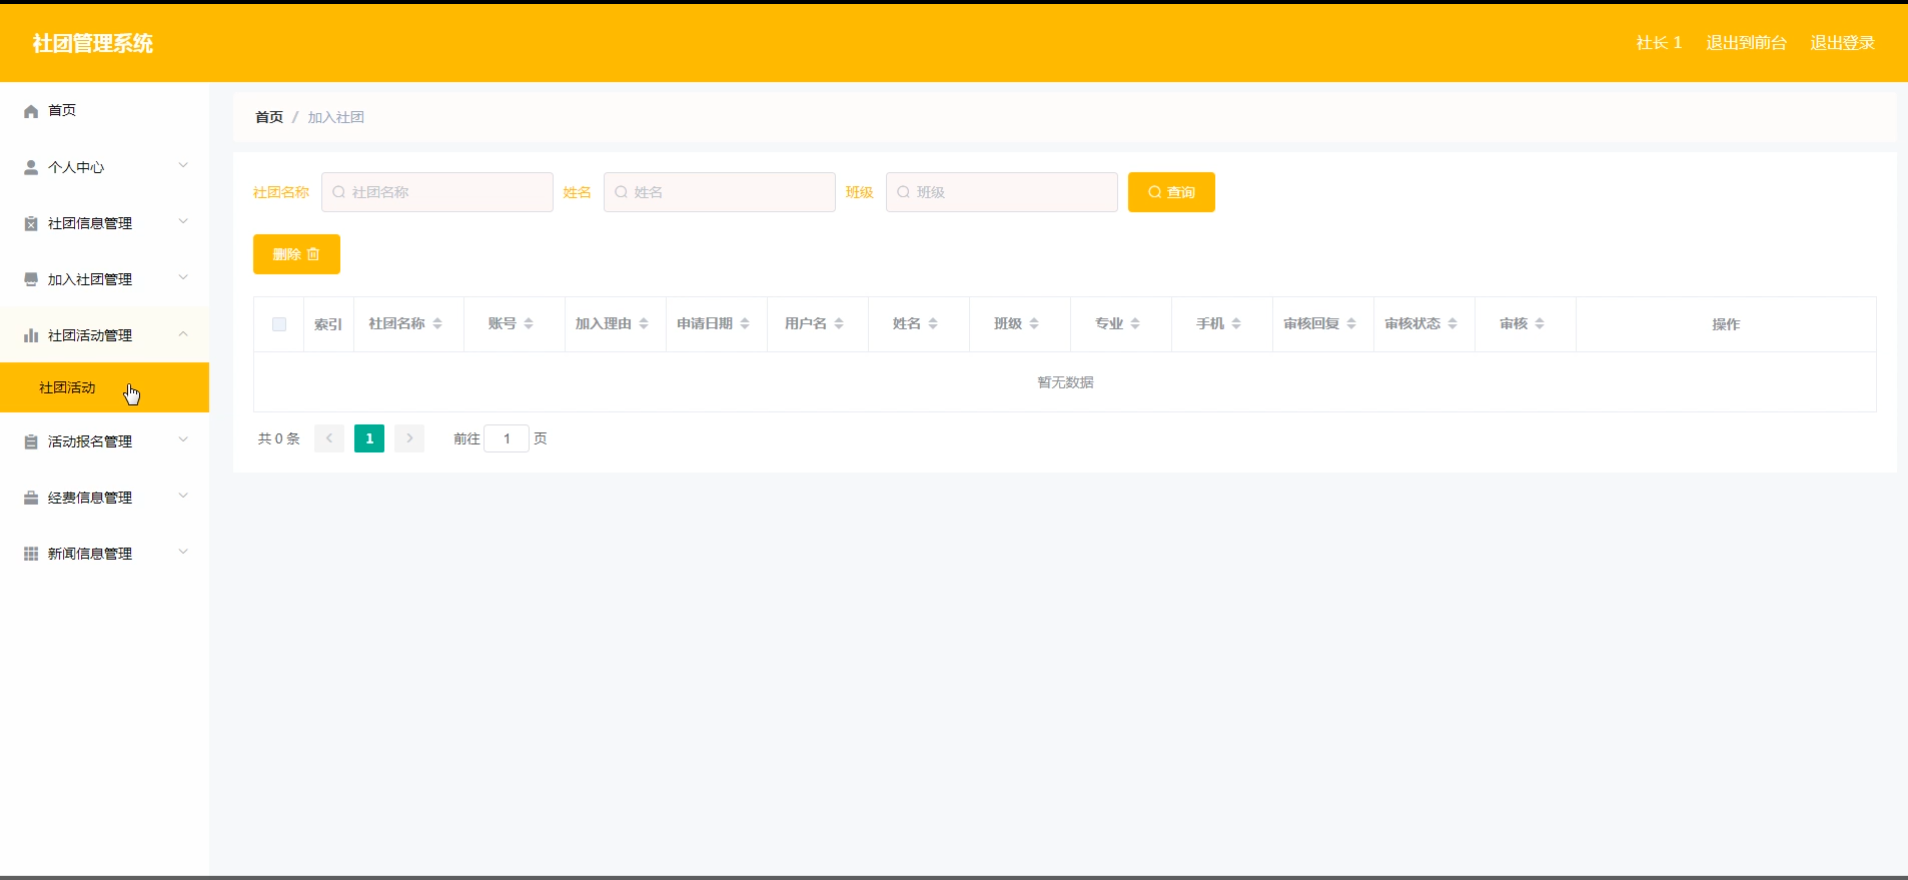 社团管理系统
社长 1 退出到前台 退出登录
首页
个人中心
社团信息管理
加入社团管理
社团活动管理
社团活动
活动报名管理
经费信息管理
新闻信息管理
首页 / 加入社团
社团名称 社团名称 姓名 姓名 班级 班级 查询
删除
索引 社团名称 账号 加入理由 申请日期 用户名 姓名 班级 专业 手机 审核回复 审核状态 审核 操作
暂无数据
共 0 条 1 前往 1 页